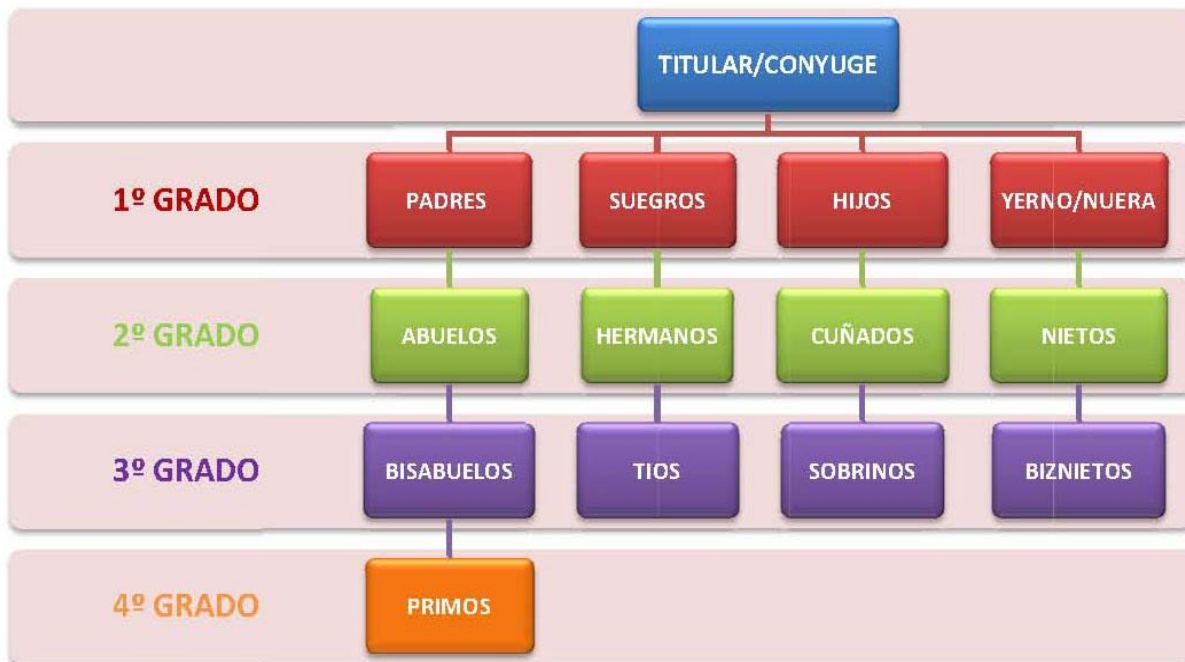 TITULAR/CONYUGE
1º GRADO
PADRES
SUEGROS
HIJOS
YERNO/NUERA
2º GRADO
ABUELOS
HERMANOS
CUÑADOS
NIETOS
3º GRADO
BISABUELOS
TIOS
SOBRINOS
BIZNIETOS
4º GRADO
PRIMOS